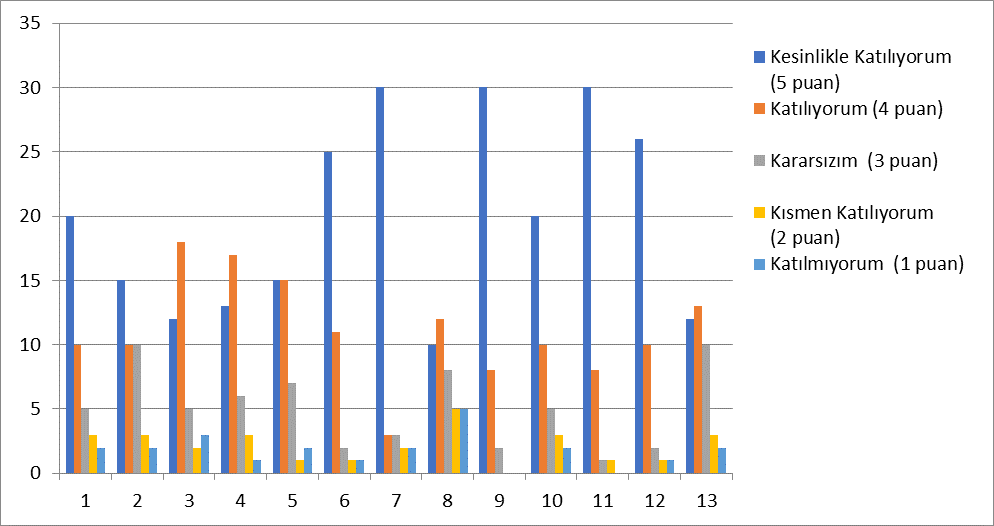 35
30
25
20
15
10
5
0
1 2 3 4 5 6 7 8 9 10 11 12 13
Kesinlikle Katılıyorum
(5 puan)
Katılıyorum (4 puan)
Kararsızım (3 puan)
Kısmen Katılıyorum
(2 puan)
Katılmıyorum (1 puan)